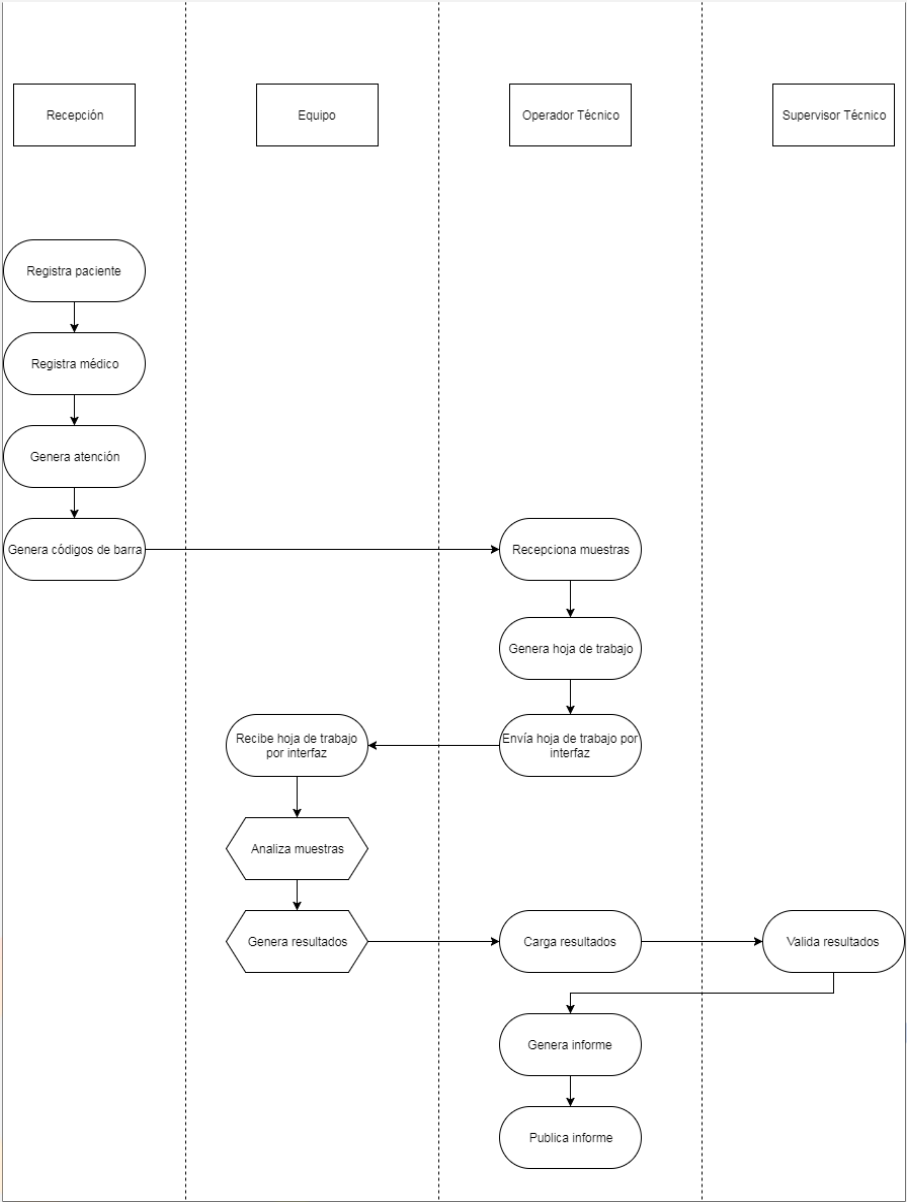 Recepción
Equipo
Operador Técnico
Supervisor Técnico
Registra paciente
Registra médico
Genera atención
Genera códigos de barra
Recepciona muestras
Genera hoja de trabajo
Envía hoja de trabajo por
interfaz
Recibe hoja de trabajo
por interfaz
Analiza muestras
Genera resultados
Carga resultados
Valida resultados
Genera informe
Publica informe